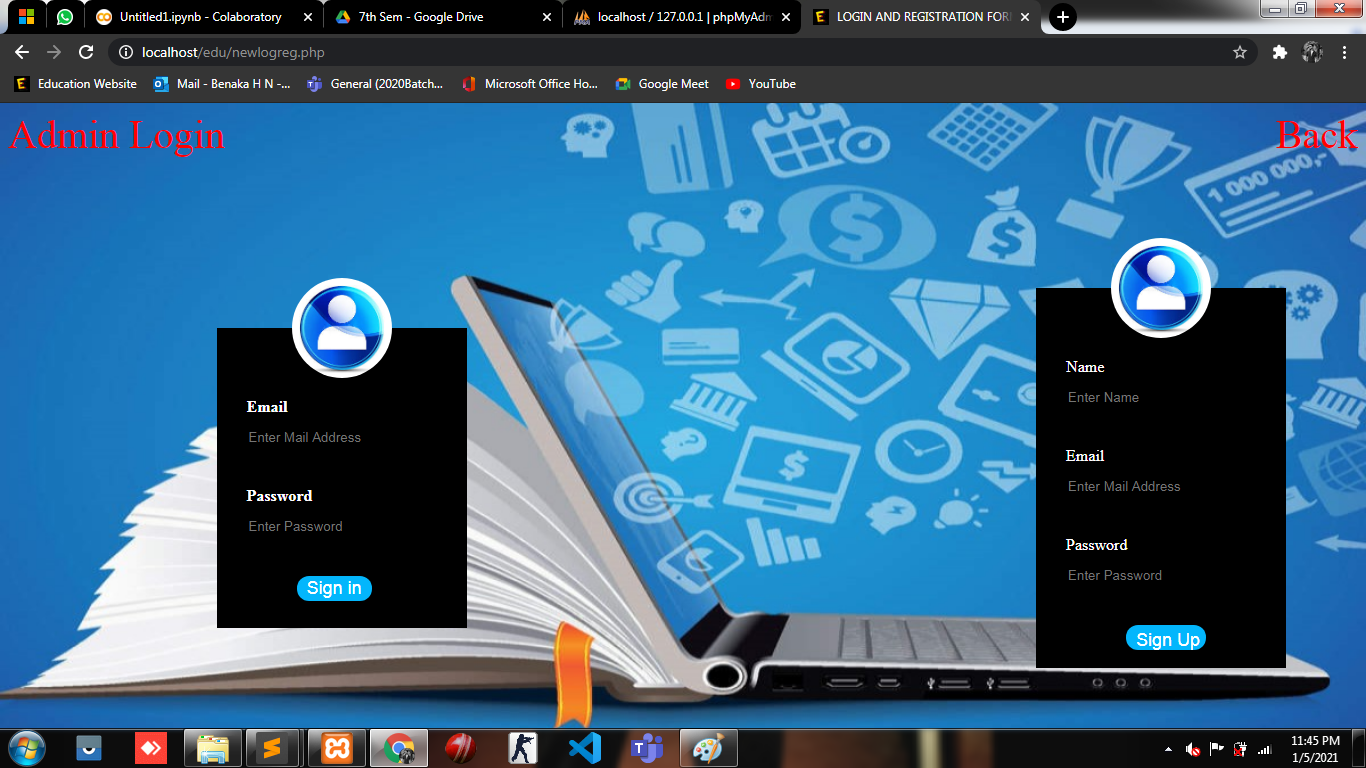 Untitled1.ipynb - Colaboratory
7th Sem - Google Drive
localhost / 127.0.0.1 | phpMyAdm
LOGIN AND REGISTRATION FOR
localhost/edu/newlogreg.php
Education Website
Mail - Benaka H N -...
General (2020Batch...
Microsoft Office Ho...
Google Meet
YouTube
Admin Login
Back
1 000 000,-
Email
Enter Mail Address
Password
Enter Password
Sign in
Name
Enter Name
Email
Enter Mail Address
Password
Enter Password
Sign Up
11:45 PM
1/5/2021